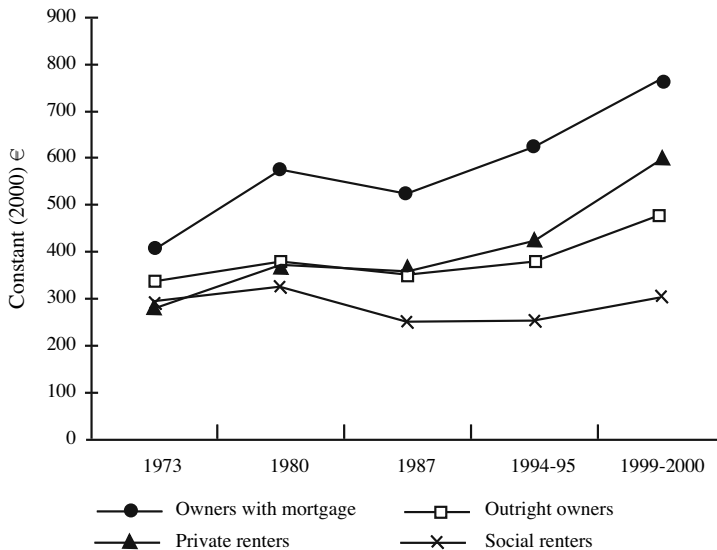 900
800
700
600
500
400
300
200
100
0
Constant (2000) €
1973 1980 1987 1994-95 1999-2000
Owners with mortgage Outright owners
Private renters Social renters